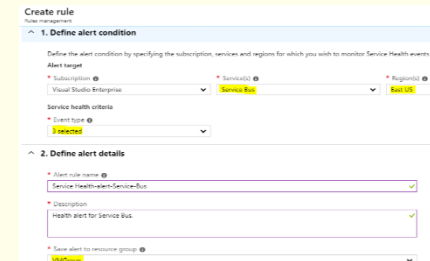 Create rule
Rules management
1. Define alert condition
Define the alert condition by specifying the subscription, services and regions for which you wish to monitor Service Health events
Alert target
* Subscription
* Service(s)
* Region(s)
Visual Studio Enterprise
Service Bus
East US
Service health criteria
* Event type
3 selected
2. Define alert details
* Alert rule name
Service Health-alert-Service-Bus
* Description
Health alert for Service Bus.
* Save alert to resource group